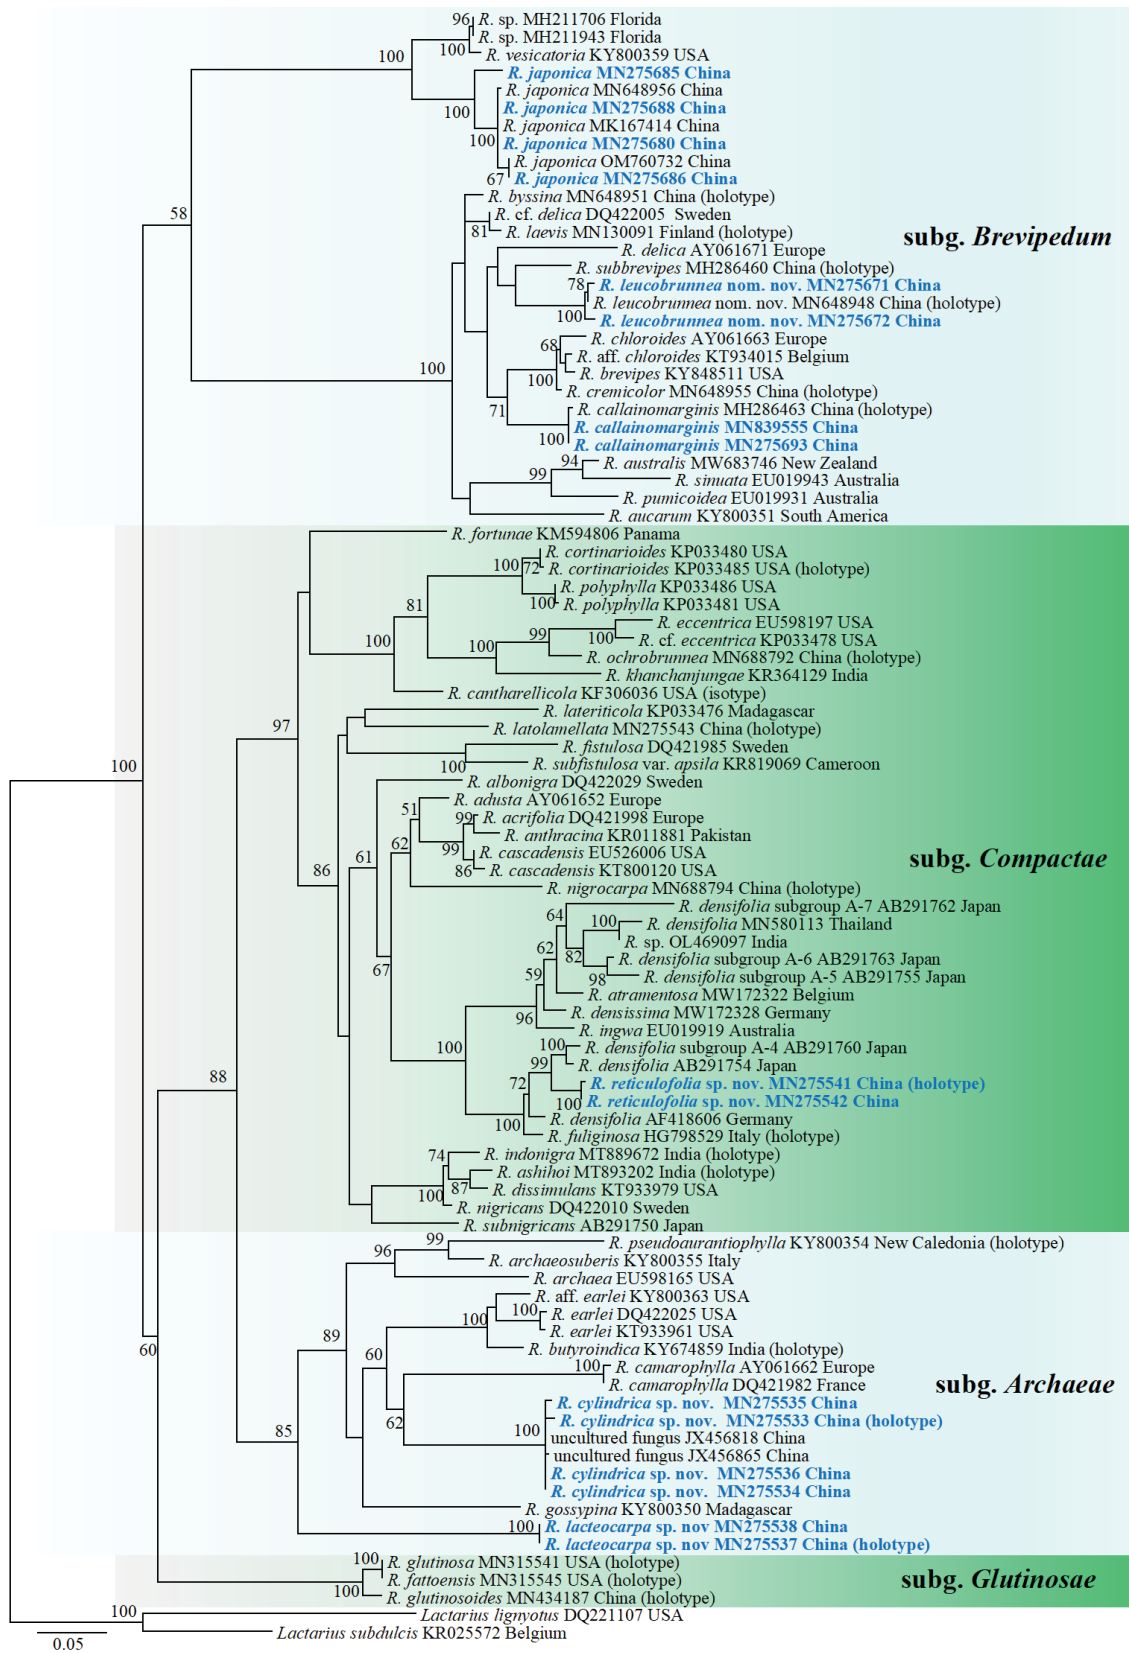 96 R. sp. MH211706 Florida
R. sp. MH211943 Florida
100 100 R. vesicatoria KY800359 USA
R. japonica MN275685 China
R. japonica MN648956 China
100 R. japonica MN275688 China
R. japonica MK167414 China
100 R. japonica MN275680 China
R. japonica OM760732 China
67 R. japonica MN275686 China
R. byssina MN648951 China (holotype)
58 R. cf. delica DQ422005 Sweden
81 R. laevis MN130091 Finland (holotype)
subg. Brevipedum
R. delica AY061671 Europe
R. subbrevipes MH286460 China (holotype)
78 R. leucobrunnea nom. nov. MN275671 China
R. leucobrunnea nom. nov. MN648948 China (holotype)
100 R. leucobrunnea nom. nov. MN275672 China
R. chloroides AY061663 Europe
68 R. aff. chloroides KT934015 Belgium
100 R. brevipes KY848511 USA
100 R. cremicolor MN648955 China (holotype)
71 R. callainomarginis MH286463 China (holotype)
R. callainomarginis MN839555 China
100 R. callainomarginis MN275693 China
94 R. australis MW683746 New Zealand
99 R. sinuata EU019943 Australia
R. pumicoidea EU019931 Australia
R. aucarum KY800351 South America
R. fortunae KM594806 Panama
R. cortinarioides KP033480 USA
100 72 R. cortinarioides KP033485 USA (holotype)
R. polyphylla KP033486 USA
81 100 R. polyphylla KP033481 USA
R. eccentrica EU598197 USA
100 99 100 R. cf. eccentrica KP033478 USA
100 R. ochrobrunnea MN688792 China (holotype)
R. khanchanjungae KR364129 India
R. cantharellicola KF306036 USA (isotype)
R. lateriticola KP033476 Madagascar
97 R. latolamellata MN275543 China (holotype)
R. fistulosa DQ421985 Sweden
100 100 R. subfistulosa var. apsila KR819069 Cameroon
R. albonigra DQ422029 Sweden
51 R. adusta AY061652 Europe
99 R. acrifolia DQ421998 Europe
62 R. anthracina KR011881 Pakistan
61 99 R. cascadensis EU526006 USA
subg. Compactae
86 86 R. cascadensis KT800120 USA
R. nigrocarpa MN688794 China (holotype)
64 R. densifolia subgroup A-7 AB291762 Japan
100 R. densifolia MN580113 Thailand
62 R. sp. OL469097 India
82 R. densifolia subgroup A-6 AB291763 Japan
67 59 98 R. densifolia subgroup A-5 AB291755 Japan
R. atramentosa MW172322 Belgium
96 R. densissima MW172328 Germany
R. ingwa EU019919 Australia
100 100 R. densifolia subgroup A-4 AB291760 Japan
99 R. densifolia AB291754 Japan
88 72 R. reticulofolia sp. nov. MN275541 China (holotype)
100 R. reticulofolia sp. nov. MN275542 China
R. densifolia AF418606 Germany
100 R. fuliginosa HG798529 Italy (holotype)
74 R. indonigra MT889672 India (holotype)
R. ashihoi MT893202 India (holotype)
100 87 R. dissimulans KT933979 USA
R. nigricans DQ422010 Sweden
R. subnigricans AB291750 Japan
99 R. pseudoaurantiophylla KY800354 New Caledonia (holotype)
96 R. archaeosuberis KY800355 Italy
R. archaea EU598165 USA
R. aff. earlei KY800363 USA
100 100 R. earlei DQ422025 USA
89 R. earlei KT933961 USA
60 60 R. butyroindica KY674859 India (holotype)
100 R. camarophylla AY061662 Europe
R. camarophylla DQ421982 France
subg. Archaeae
R. cylindrica sp. nov. MN275535 China
62 R. cylindrica sp. nov. MN275533 China (holotype)
85 100 uncultured fungus JX456818 China
uncultured fungus JX456865 China
R. cylindrica sp. nov. MN275536 China
R. cylindrica sp. nov. MN275534 China
R. gossypina KY800350 Madagascar
100 R. lacteocarpa sp. nov MN275538 China
R. lacteocarpa sp. nov MN275537 China (holotype)
100 R. glutinosa MN315541 USA (holotype)
R. fattoensis MN315545 USA (holotype)
subg. Glutinosae
100 R. glutinosoides MN434187 China (holotype)
100 Lactarius lignyotus DQ221107 USA
Lactarius subdulcis KR025572 Belgium
0.05